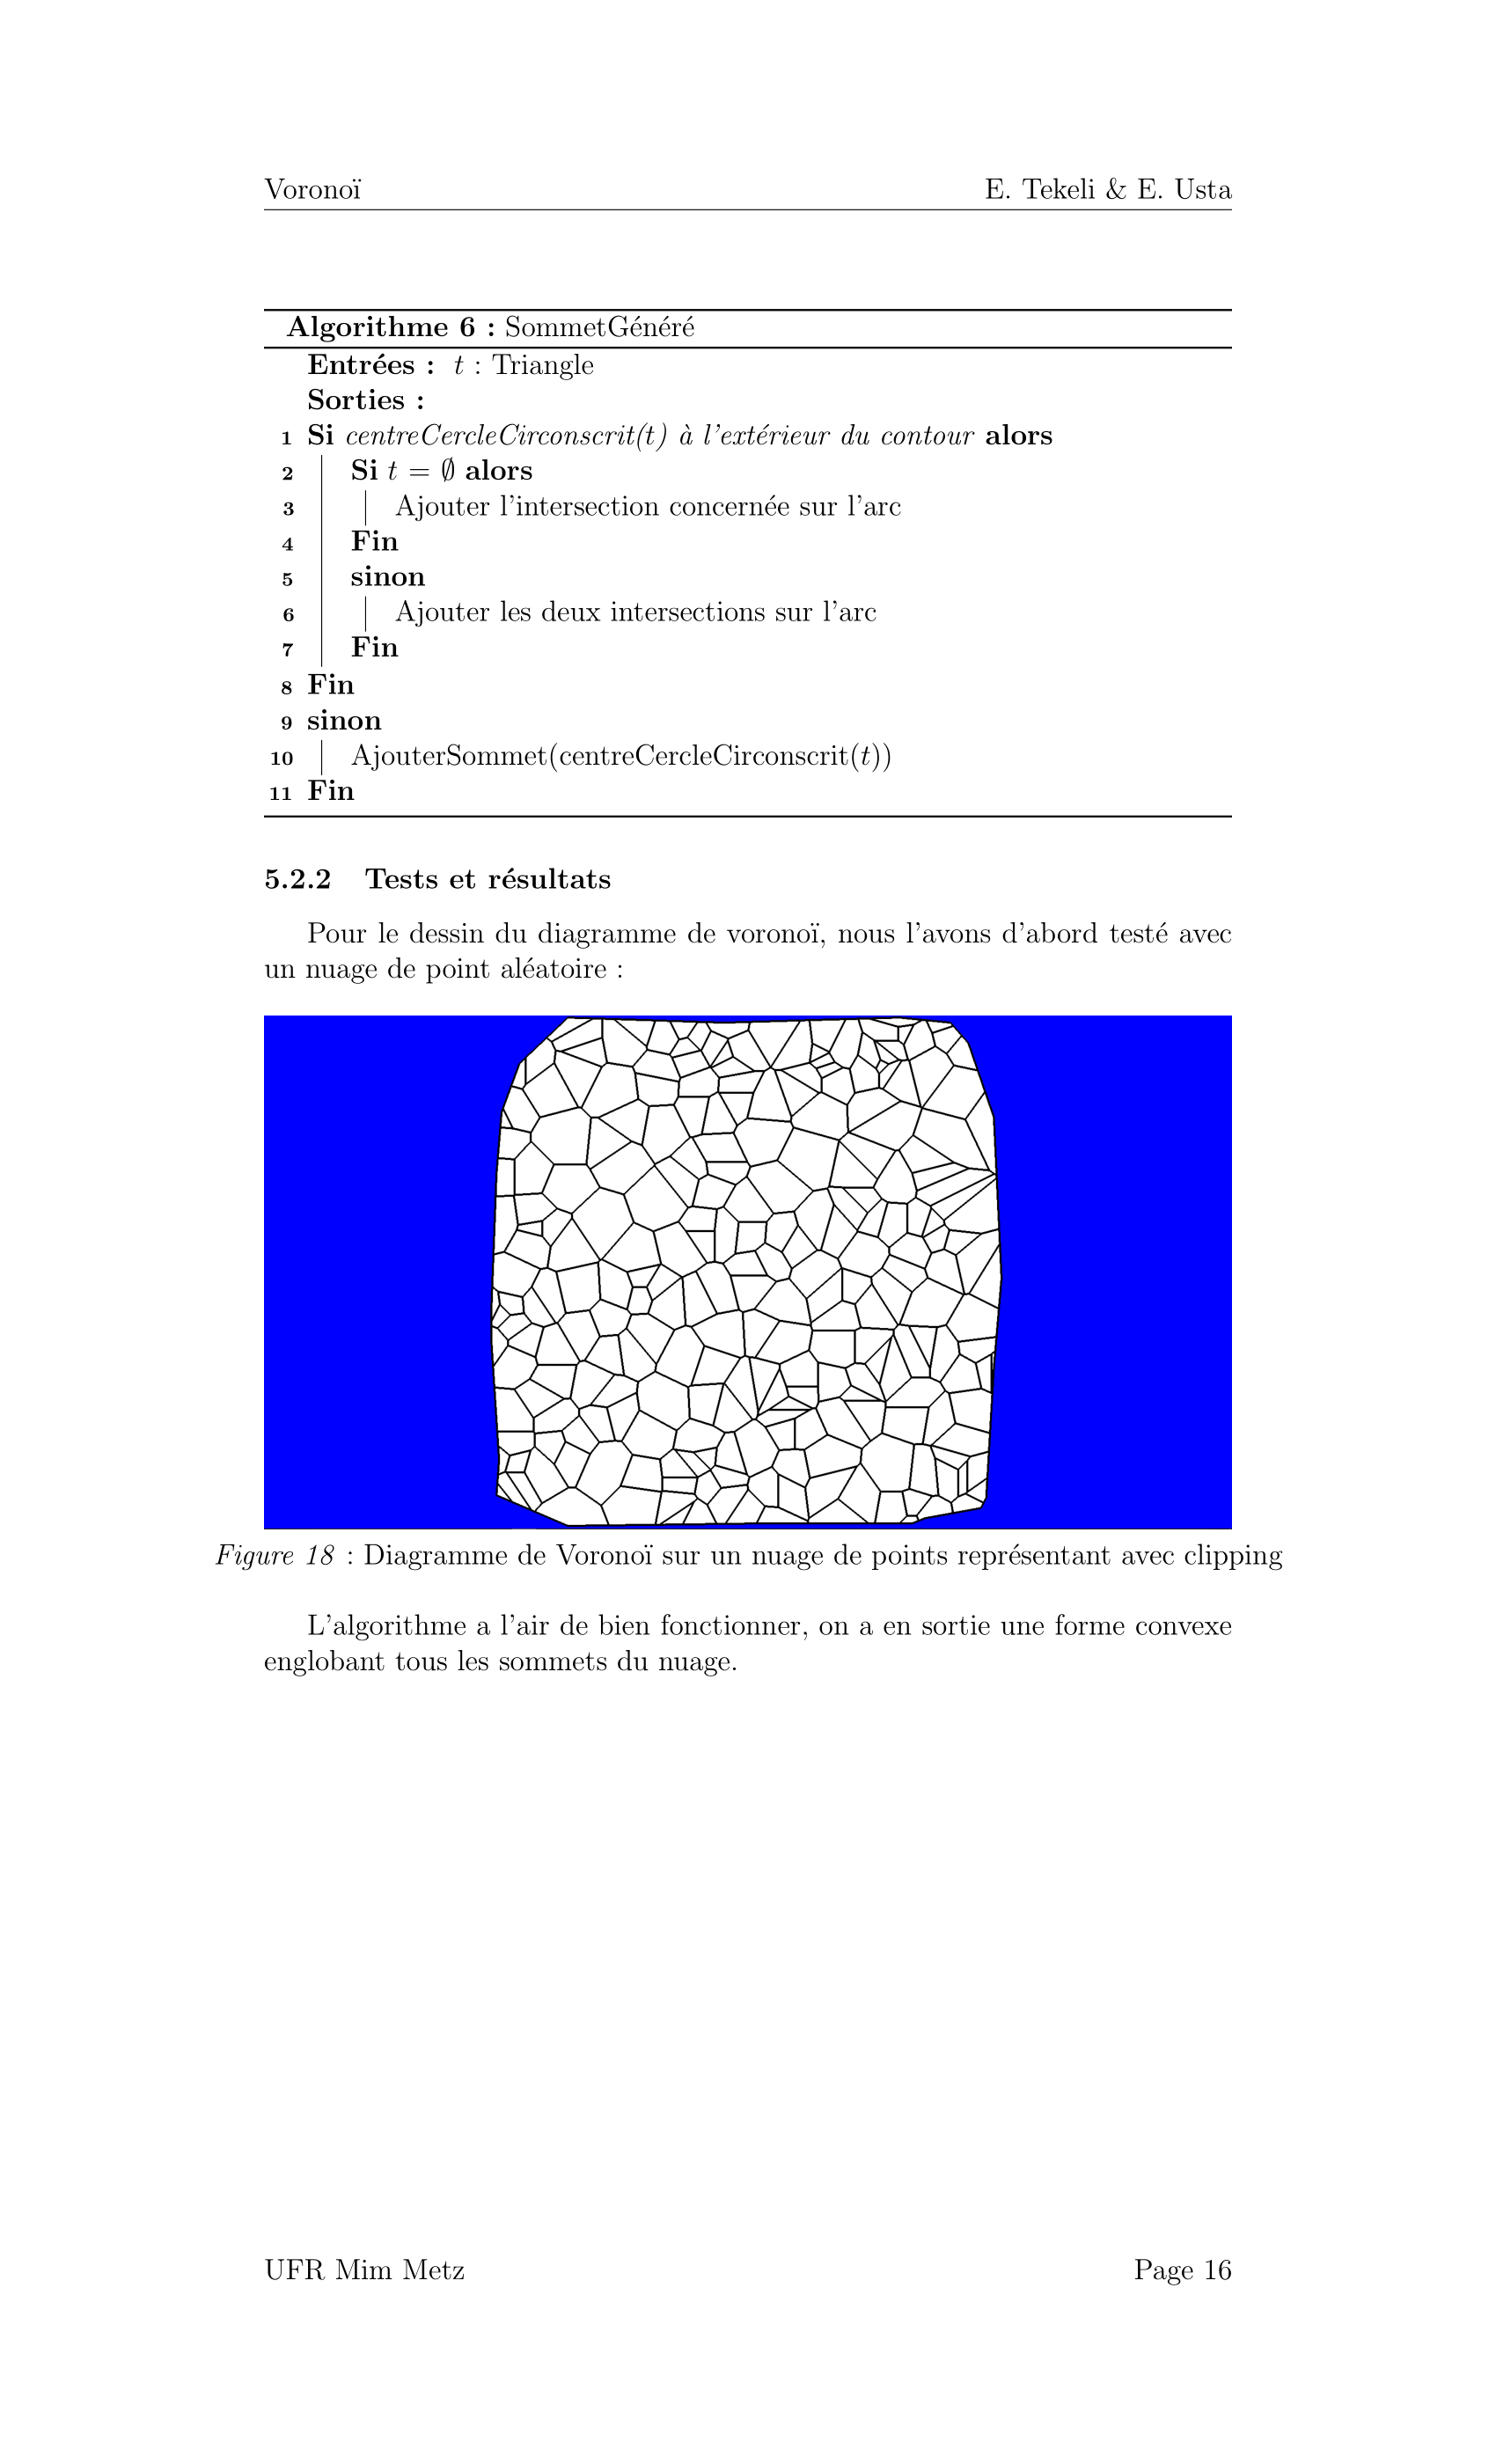 Voronoï E. Tekeli & E. Usta
Algorithme 6 : SommetGénéré
Entrées : t : Triangle
Sorties :
1 Si centreCercleCirconscrit(t) à l'extérieur du contour alors
2 Si t = ∅ alors
3 Ajouter l'intersection concernée sur l'arc
4 Fin
5 sinon
6 Ajouter les deux intersections sur l'arc
7 Fin
8 Fin
9 sinon
10 AjouterSommet(centreCercleCirconscrit(t))
11 Fin
5.2.2 Tests et résultats
Pour le dessin du diagramme de voronoï, nous l'avons d'abord testé avec
un nuage de point aléatoire :
Figure 18 : Diagramme de Voronoï sur un nuage de points représentant avec clipping
L'algorithme a l'air de bien fonctionner, on a en sortie une forme convexe
englobant tous les sommets du nuage.
UFR Mim Metz Page 16